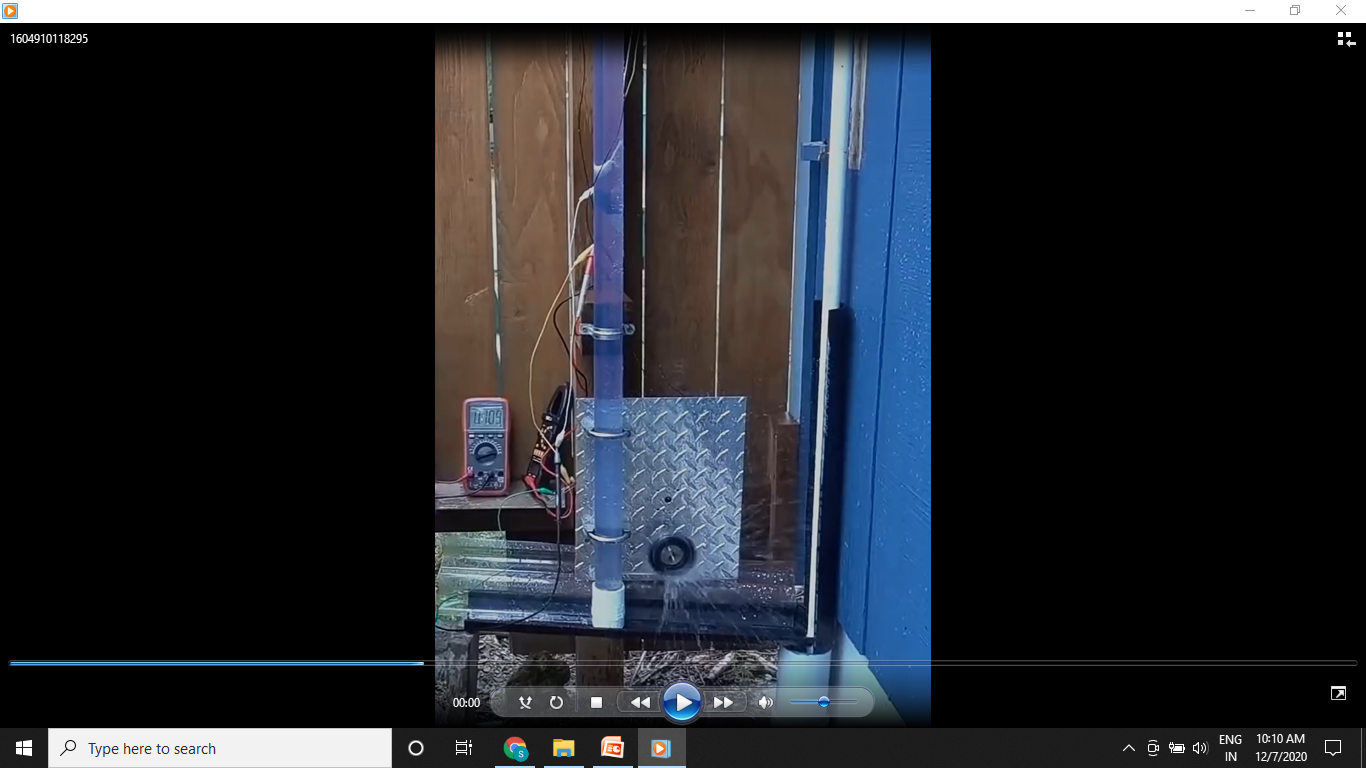 1604910118295
00:00
Type here to search
S
ENG
IN
10:10 AM
12/7/2020